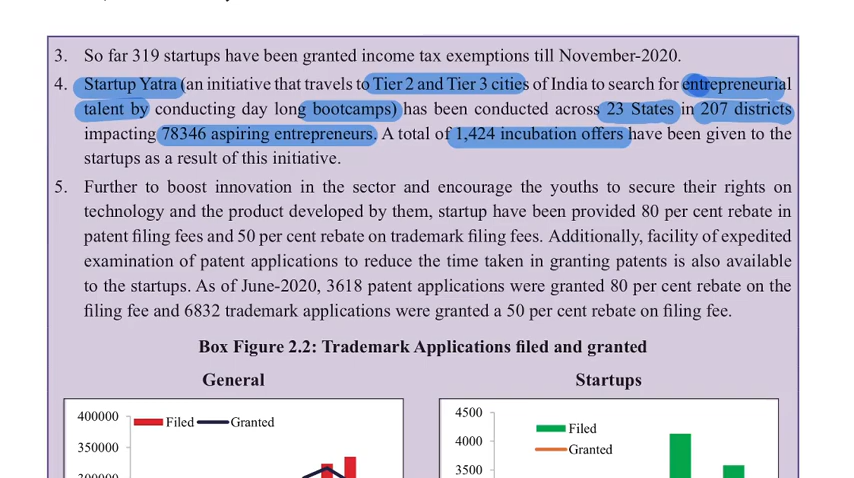 3. So far 319 startups have been granted income tax exemptions till November-2020.
4. Startup Yatra (an initiative that travels to Tier 2 and Tier 3 cities of India to search for entrepreneurial
talent by conducting day long bootcamps) has been conducted across 23 States in 207 districts
impacting 78346 aspiring entrepreneurs. A total of 1,424 incubation offers have been given to the
startups as a result of this initiative.
5. Further to boost innovation in the sector and encourage the youths to secure their rights on
technology and the product developed by them, startup have been provided 80 per cent rebate in
patent filing fees and 50 per cent rebate on trademark filing fees. Additionally, facility of expedited
examination of patent applications to reduce the time taken in granting patents is also available
to the startups. As of June-2020, 3618 patent applications were granted 80 per cent rebate on the
filing fee and 6832 trademark applications were granted a 50 per cent rebate on filing fee.
Box Figure 2.2: Trademark Applications filed and granted
General
400000
Filed Granted
350000
Startups
4500
Filed
4000
Granted
3500